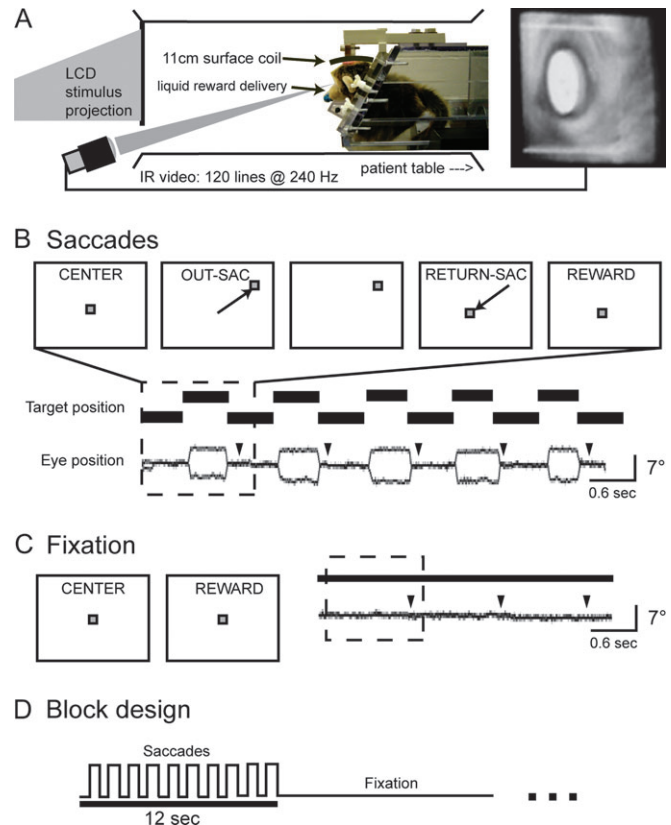 A
LCD
stimulus
projection
11cm surface coil
liquid reward delivery
patient table --->
IR video: 120 lines @ 240 Hz
B Saccades
CENTER
OUT-SAC
RETURN-SAC
REWARD
Target position
Eye position
7°
0.6 sec
C Fixation
CENTER
REWARD
7°
0.6 sec
D Block design
Saccades
Fixation
12 sec